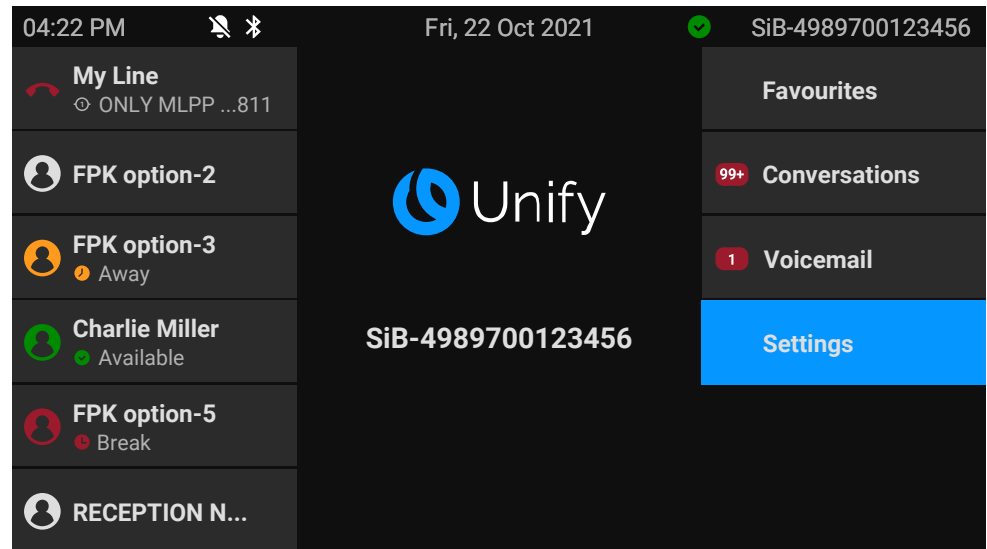 04:22 PM Fri, 22 Oct 2021 SiB-4989700123456
My Line
ONLY MLPP ...811
FPK option-2
FPK option-3
Away
Charlie Miller
Available
FPK option-5
Break
RECEPTION N...
Unify
SiB-4989700123456
Favourites
99+ Conversations
1 Voicemail
Settings